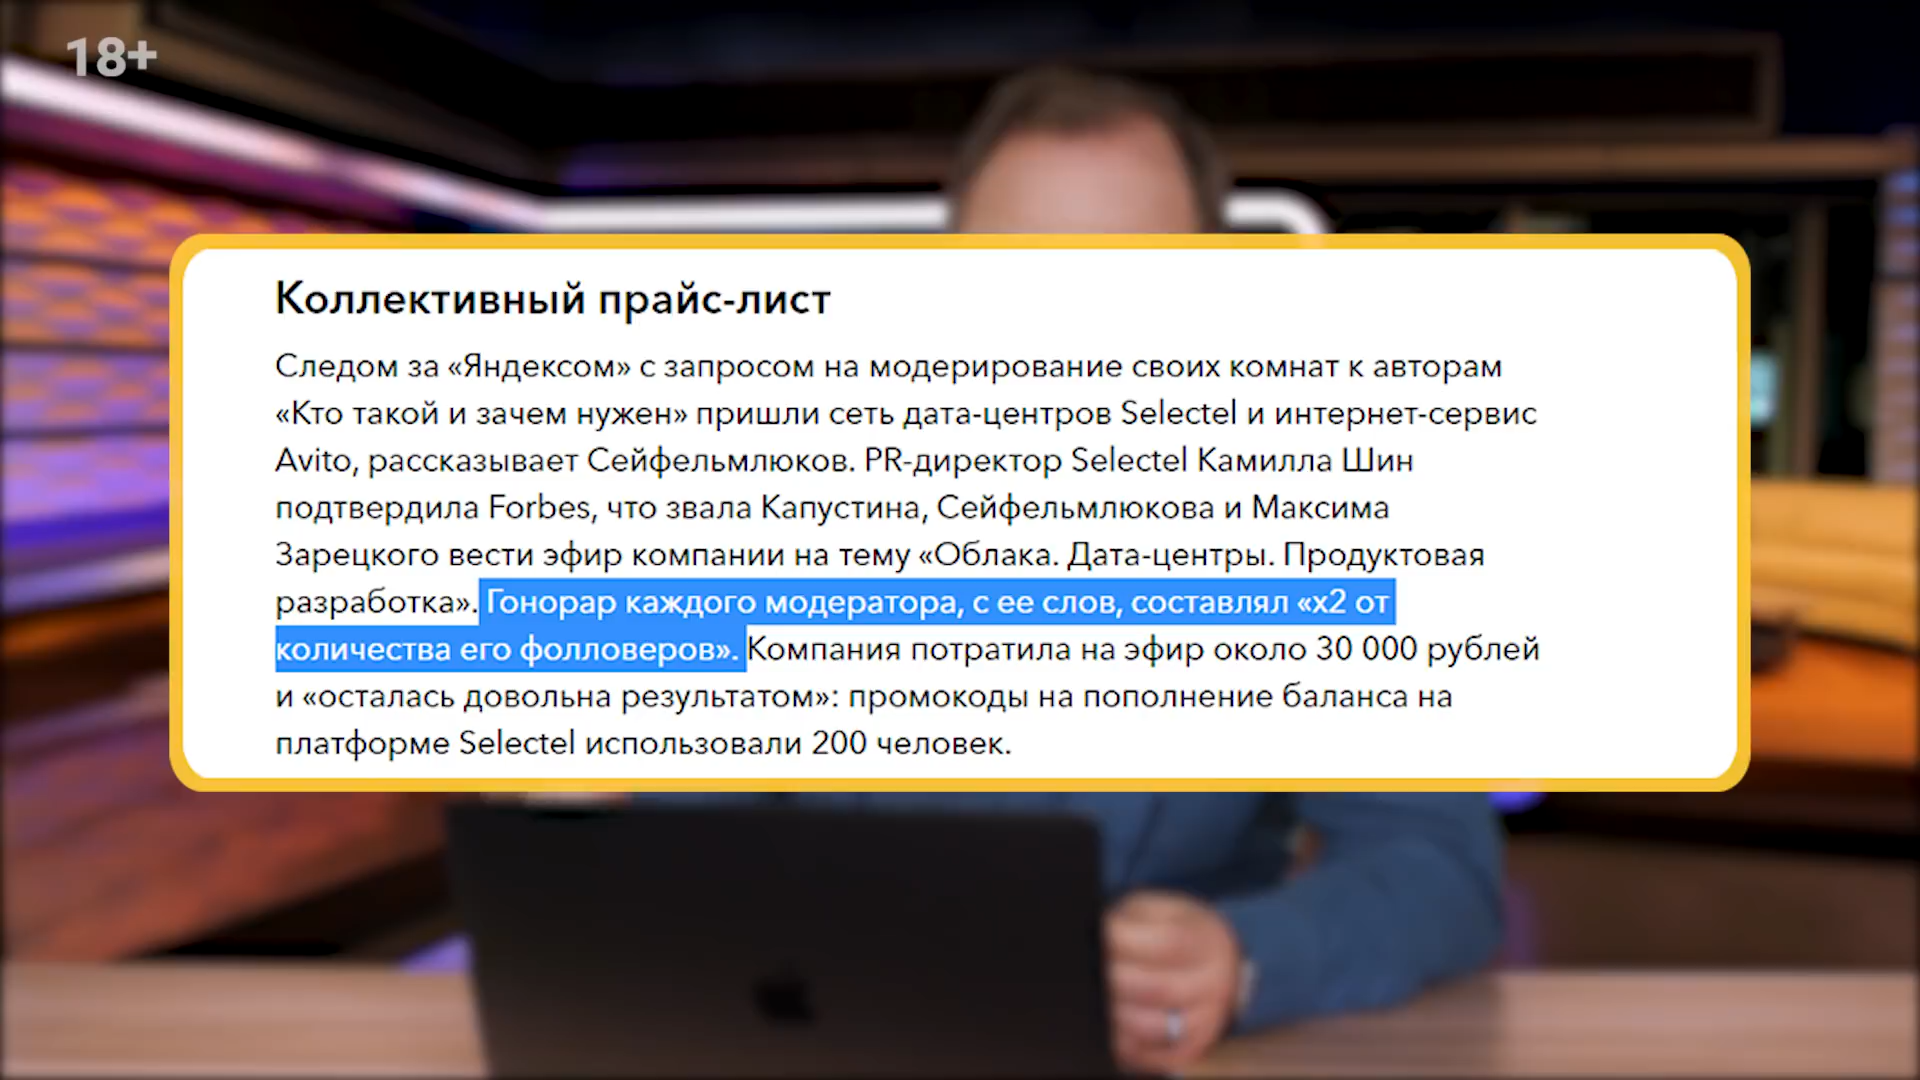 18+
Коллективный прайс-лист
Следом за «Яндексом» с запросом на модерирование своих комнат к авторам
«Кто такой и зачем нужен» пришли сеть дата-центров Selectel и интернет-сервис
Avito, рассказывает Сейфельмлюков. PR-директор Selectel Камилла Шин
подтвердила Forbes, что звала Капустина, Сейфельмлюкова и Максима
Зарецкого вести эфир компании на тему «Облака. Дата-центры. Продуктовая
разработка». Гонорар каждого модератора, с ее слов, составлял «х2 от
количества его фолловеров». Компания потратила на эфир около 30 000 рублей
и «осталась довольна результатом»: промокоды на пополнение баланса на
платформе Selectel использовали 200 человек.